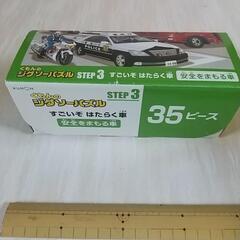 くもんの
ジグソーパズル STEP 3
すごいぞ はたらく車
安全をまもる車
POLICE
KUMON
くもんの
ジグソーパズル
STEP 3
すごいぞ はたらく車
安全をまもる車
35ピース